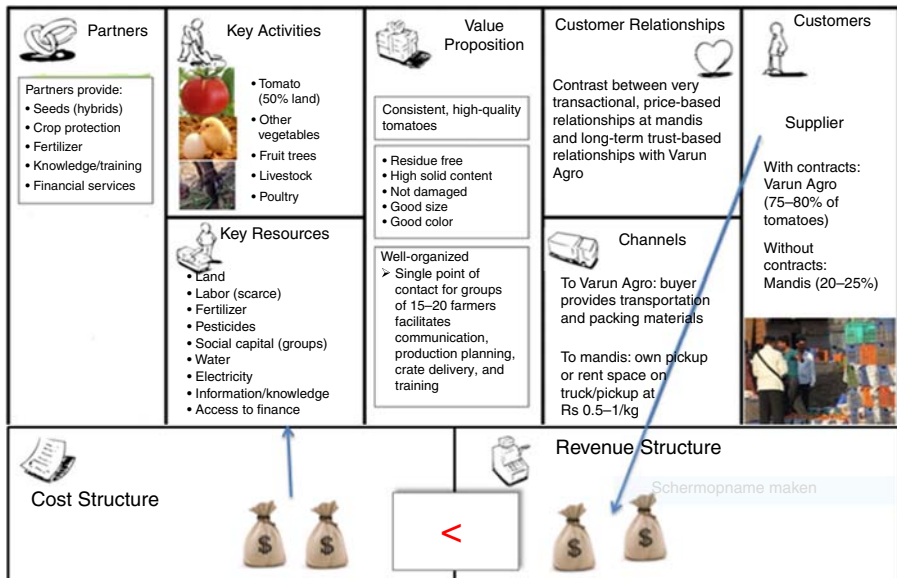 Partners
Partners provide:
• Seeds (hybrids)
• Crop protection
• Fertilizer
• Knowledge/training
• Financial services
Key Activities
• Tomato
(50% land)
• Other
vegetables
• Fruit trees
• Livestock
• Poultry
Key Resources
• Land
• Labor (scarce)
• Fertilizer
• Pesticides
• Social capital (groups)
• Water
• Electricity
• Information/knowledge
• Access to finance
Value
Proposition
Consistent, high-quality
tomatoes
• Residue free
• High solid content
• Not damaged
• Good size
• Good color
Well-organized
➢ Single point of
contact for groups
of 15–20 farmers
facilitates
communication,
production planning,
crate delivery, and
training
Customer Relationships
Contrast between very
transactional, price-based
relationships at mandis
and long-term trust-based
relationships with Varun
Agro
Channels
To Varun Agro: buyer
provides transportation
and packing materials
To mandis: own pickup
or rent space on
truck/pickup at
Rs 0.5–1/kg
Customers
Supplier
With contracts:
Varun Agro
(75–80% of
tomatoes)
Without
contracts:
Mandis (20–25%)
Cost Structure
$ $
<
Revenue Structure
Schermopname maken
$ $